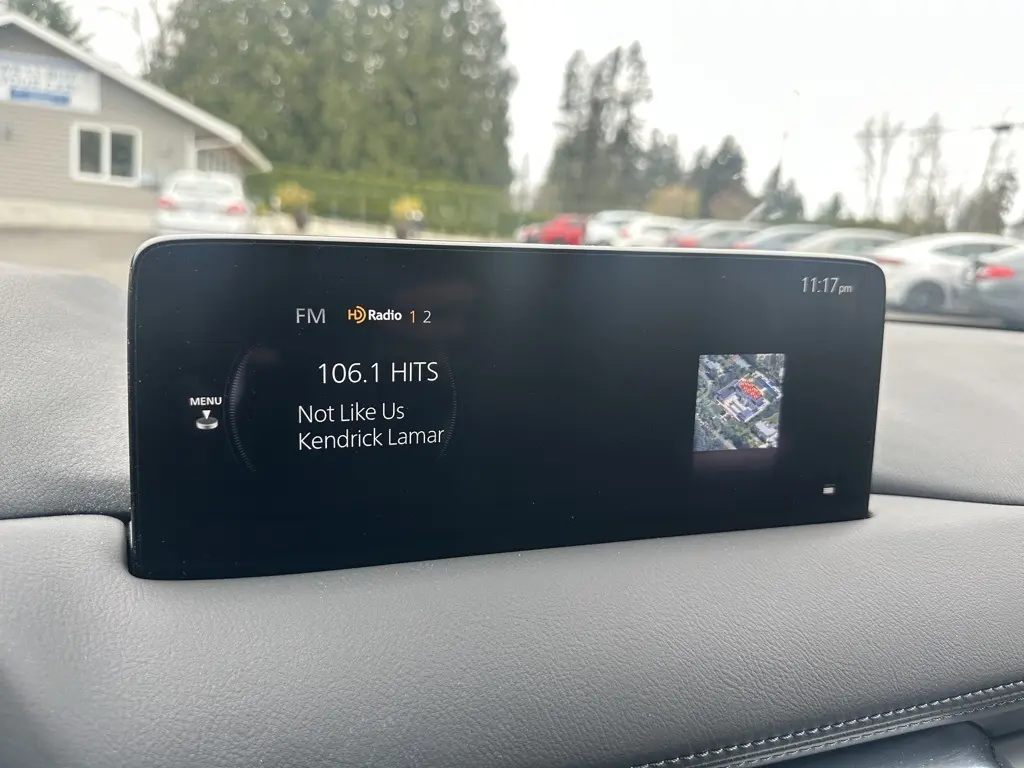 11:17pm
FM HD Radio 1 2
106.1 HITS
MENU
Not Like Us
Kendrick Lamar